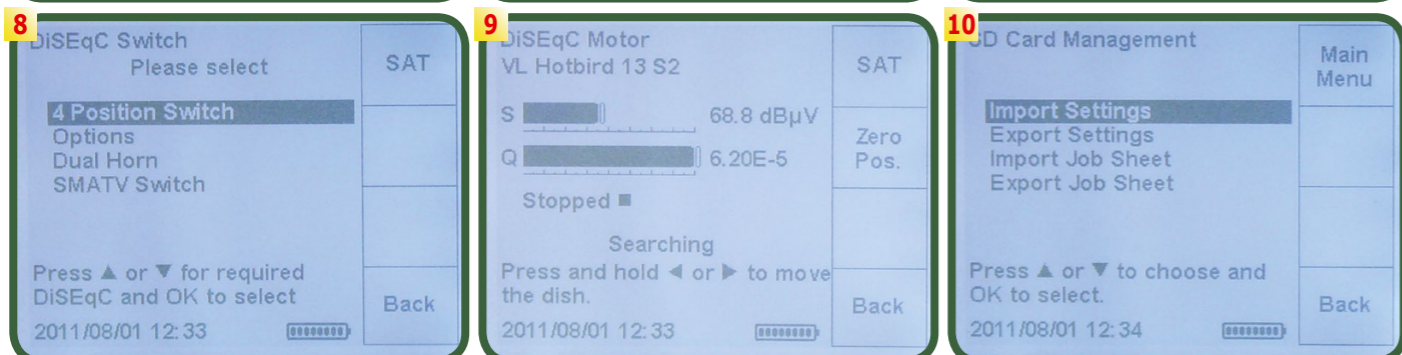 8
DiSEqC Switch
Please select
SAT
4 Position Switch
Options
Dual Horn
SMATV Switch
Press ▲ or ▼ for required
DiSEqC and OK to select
Back
2011/08/01 12:33
9
DiSEqC Motor
VL Hotbird 13 S2
SAT
S 68.8 dBµV
Zero
Pos.
Q 6.20E-5
Stopped ■
Searching
Press and hold ◀ or ▶ to move
the dish.
Back
2011/08/01 12:33
10
SD Card Management
Main
Menu
Import Settings
Export Settings
Import Job Sheet
Export Job Sheet
Press ▲ or ▼ to choose and
OK to select.
Back
2011/08/01 12:34